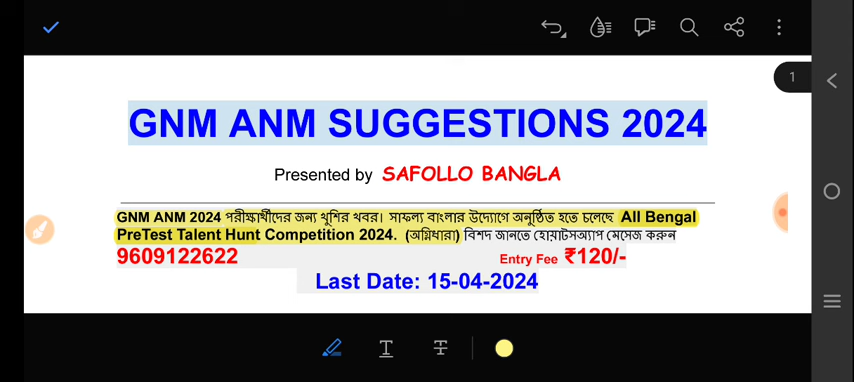 1
GNM ANM SUGGESTIONS 2024
Presented by SAFOLLO BANGLA
GNM ANM 2024 পরীক্ষার্থীদের জন্য খুশির খবর। সাফল্য বাংলার উদ্যোগে অনুষ্ঠিত হতে চলেছে All Bengal
PreTest Talent Hunt Competition 2024. (অগ্নিধারা) বিশদ জানতে হোয়াটসঅ্যাপ মেসেজ করুন
9609122622 Entry Fee ₹120/-
Last Date: 15-04-2024
T T